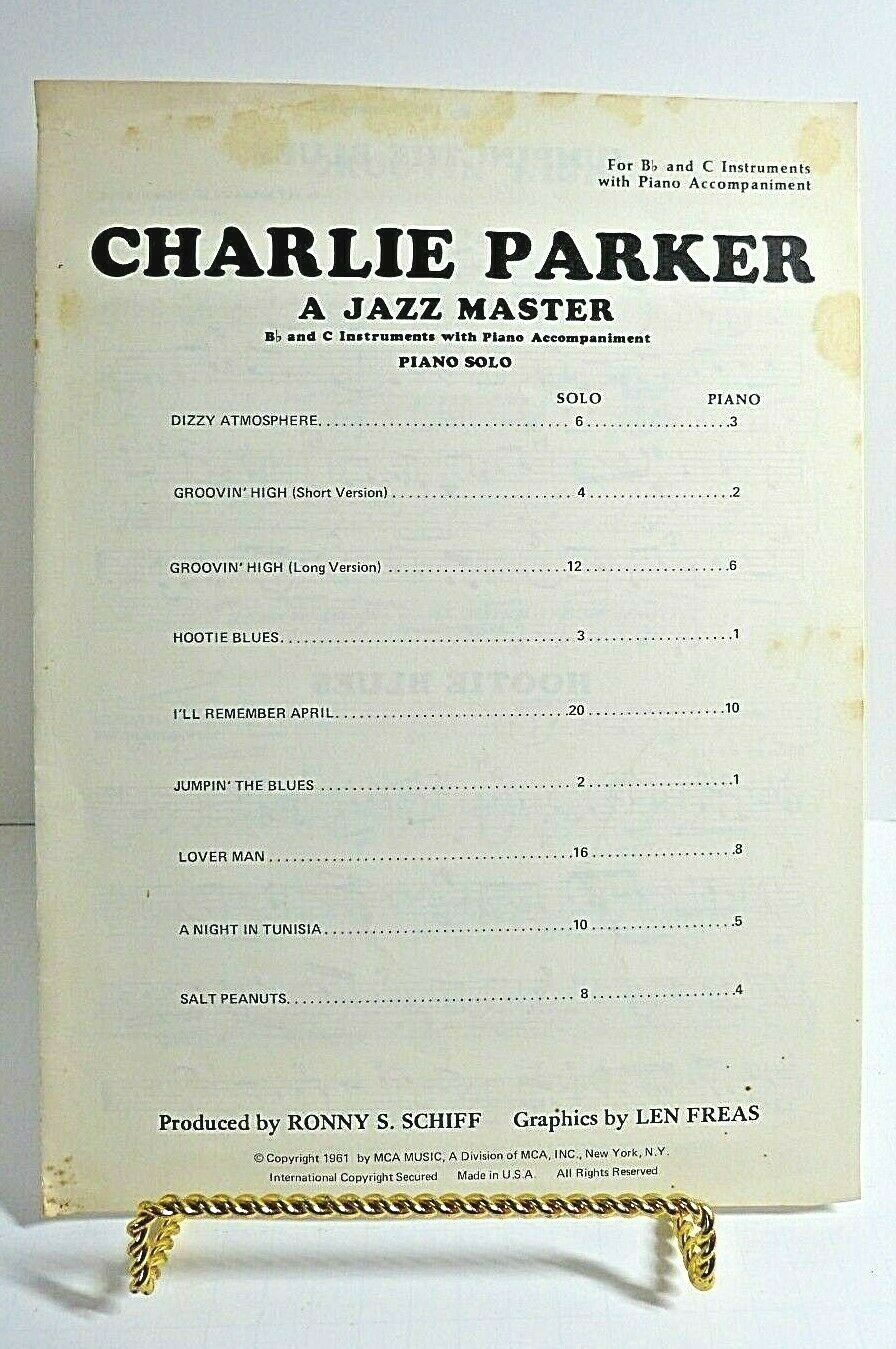 For B♭ and C Instruments
with Piano Accompaniment
CHARLIE PARKER
A JAZZ MASTER
B♭ and C Instruments with Piano Accompaniment
PIANO SOLO
SOLO PIANO
DIZZY ATMOSPHERE. . . . . . . . . . . . . . . . . . . . 6 . . . . . . . . . . . . . . . . . . . .3
GROOVIN' HIGH (Short Version) . . . . . . . . . . . . . . . . . . . . 4 . . . . . . . . . . . . . . . . . . . .2
GROOVIN' HIGH (Long Version) . . . . . . . . . . . . . . . . . . . .12 . . . . . . . . . . . . . . . . . . . .6
HOOTIE BLUES. . . . . . . . . . . . . . . . . . . . 3 . . . . . . . . . . . . . . . . . . . .1
I'LL REMEMBER APRIL. . . . . . . . . . . . . . . . . . . .20 . . . . . . . . . . . . . . . . . . . .10
JUMPIN' THE BLUES . . . . . . . . . . . . . . . . . . . . 2 . . . . . . . . . . . . . . . . . . . .1
LOVER MAN . . . . . . . . . . . . . . . . . . . .16 . . . . . . . . . . . . . . . . . . . .8
A NIGHT IN TUNISIA . . . . . . . . . . . . . . . . . . . .10 . . . . . . . . . . . . . . . . . . . .5
SALT PEANUTS. . . . . . . . . . . . . . . . . . . . 8 . . . . . . . . . . . . . . . . . . . .4
Produced by RONNY S. SCHIFF Graphics by LEN FREAS
© Copyright 1961 by MCA MUSIC, A Division of MCA, INC., New York, N.Y.
International Copyright Secured Made in U.S.A. All Rights Reserved